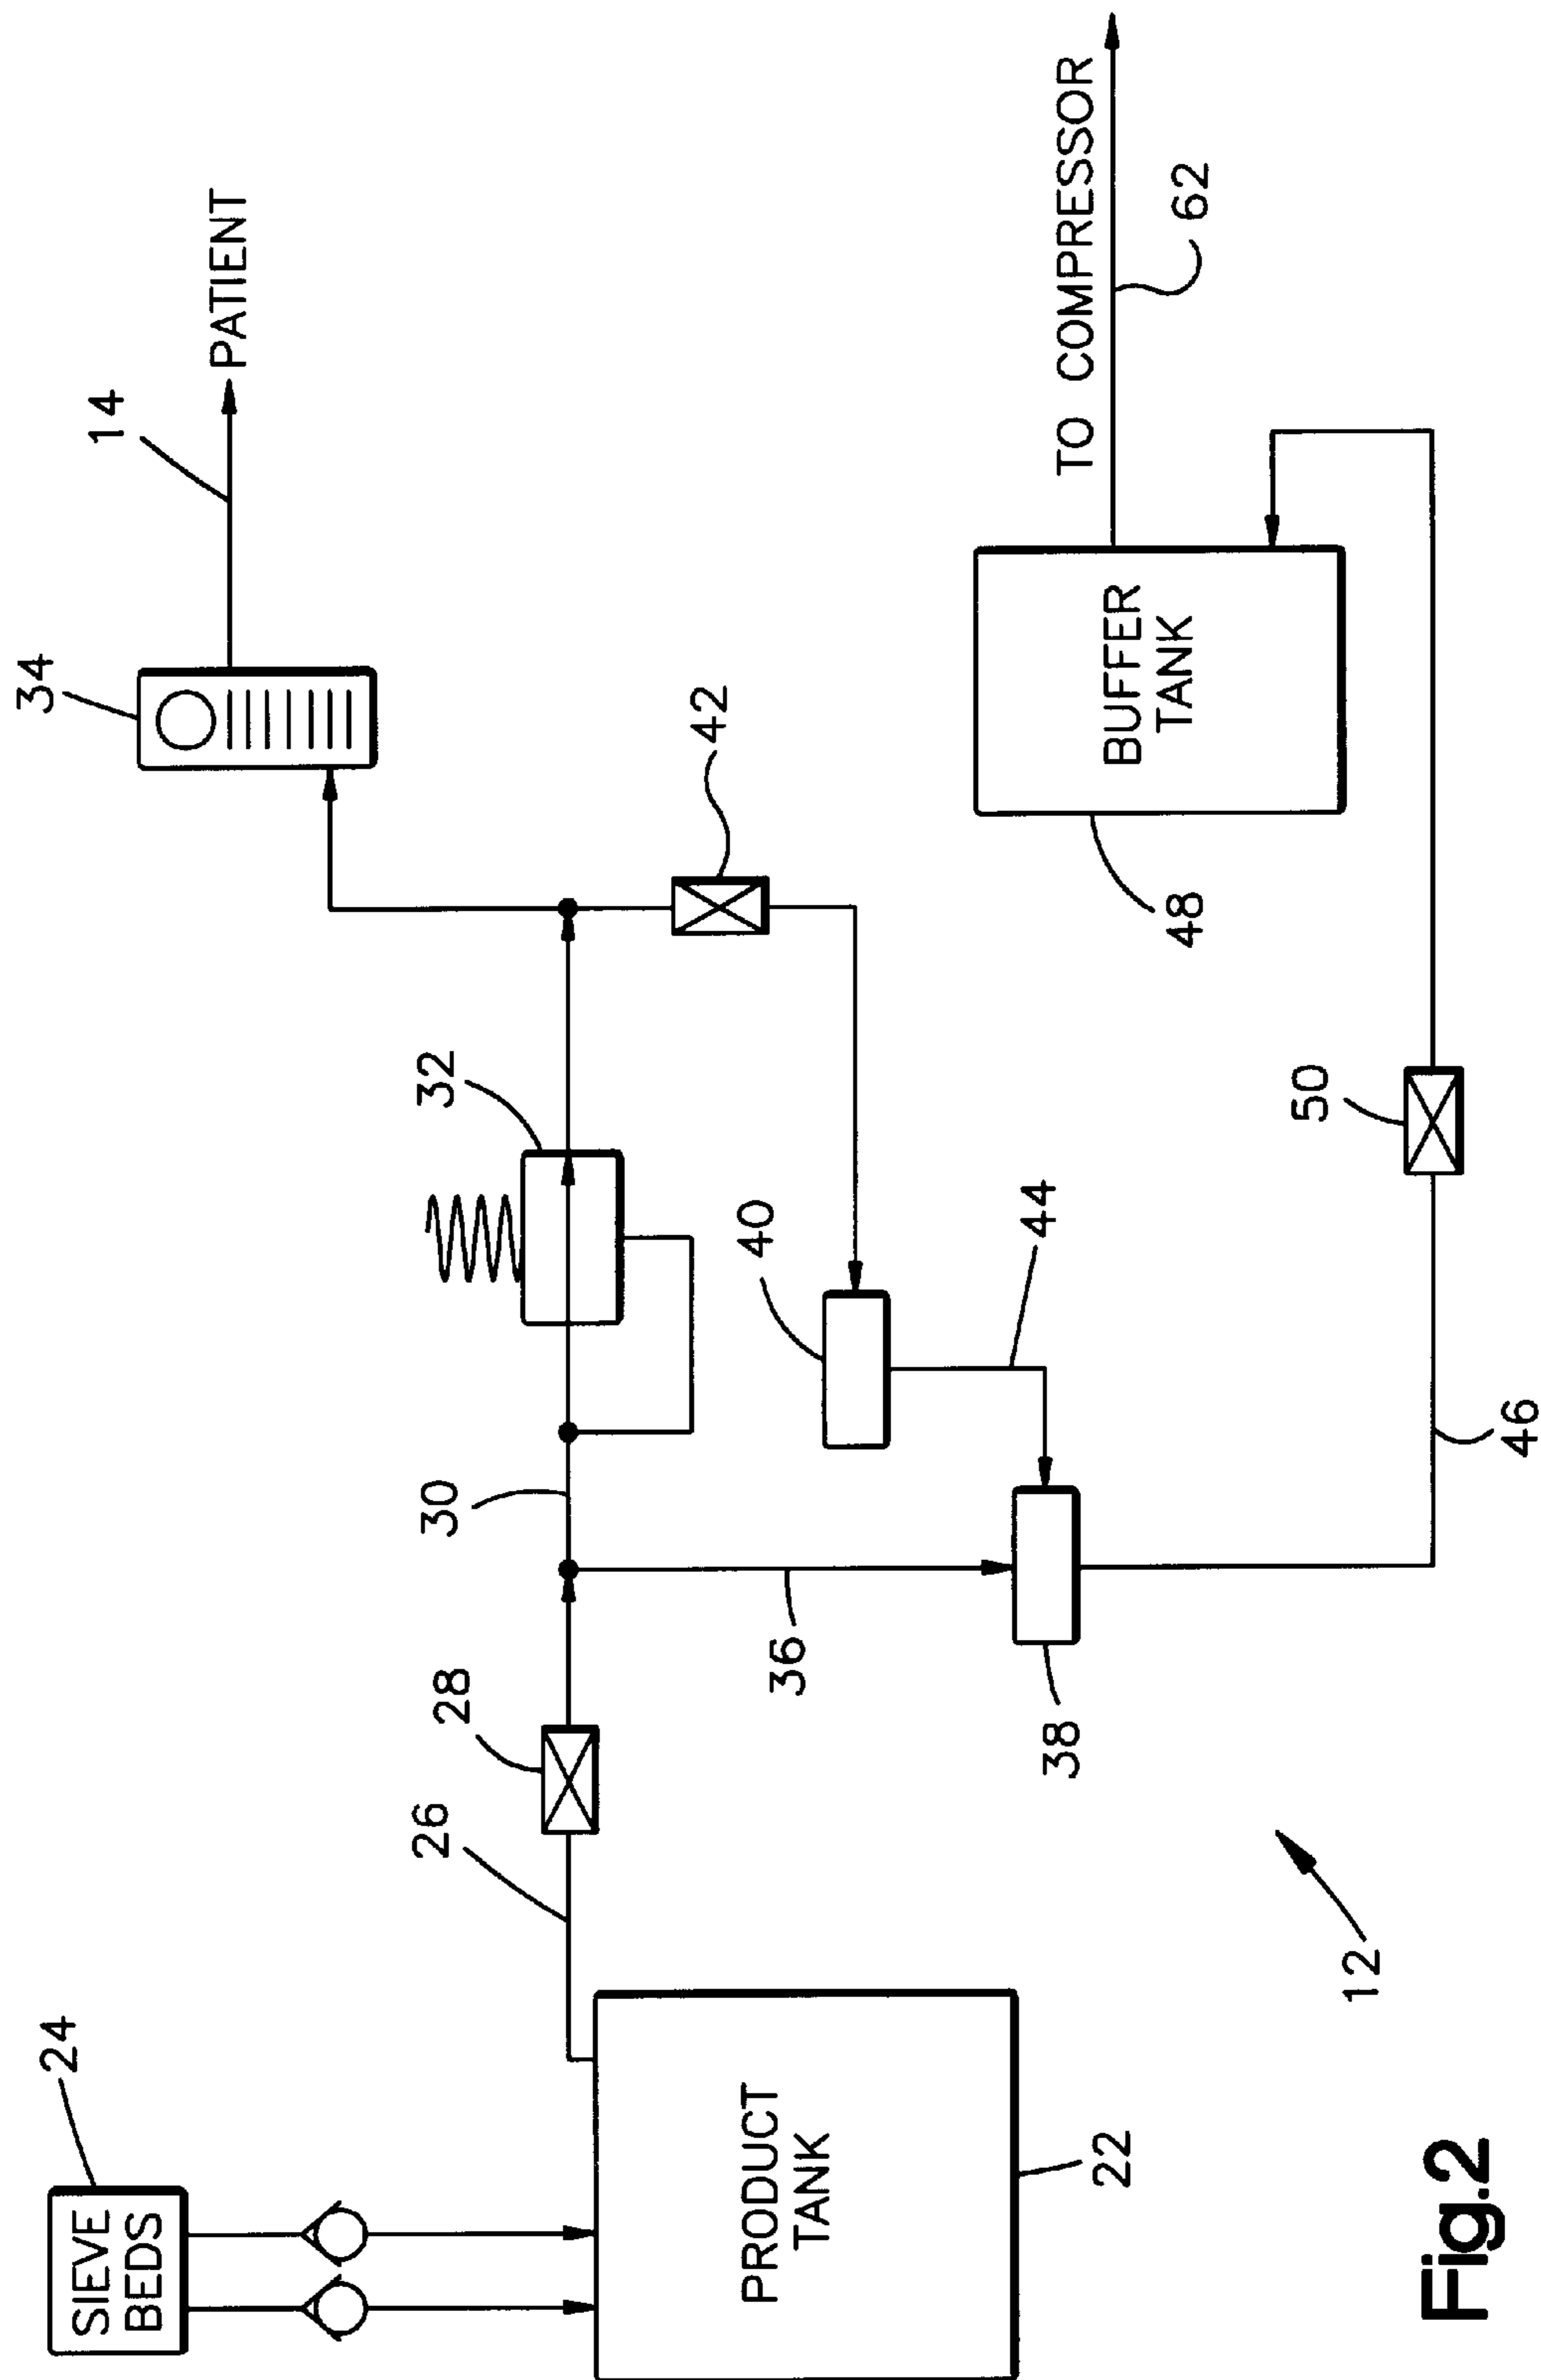 24
SIEVE
BEDS
PRODUCT
TANK
22
26
28
30
32
34
14
PATIENT
36
38
40
42
44
46
50
48
BUFFER
TANK
TO COMPRESSOR
62
12
Fig.2